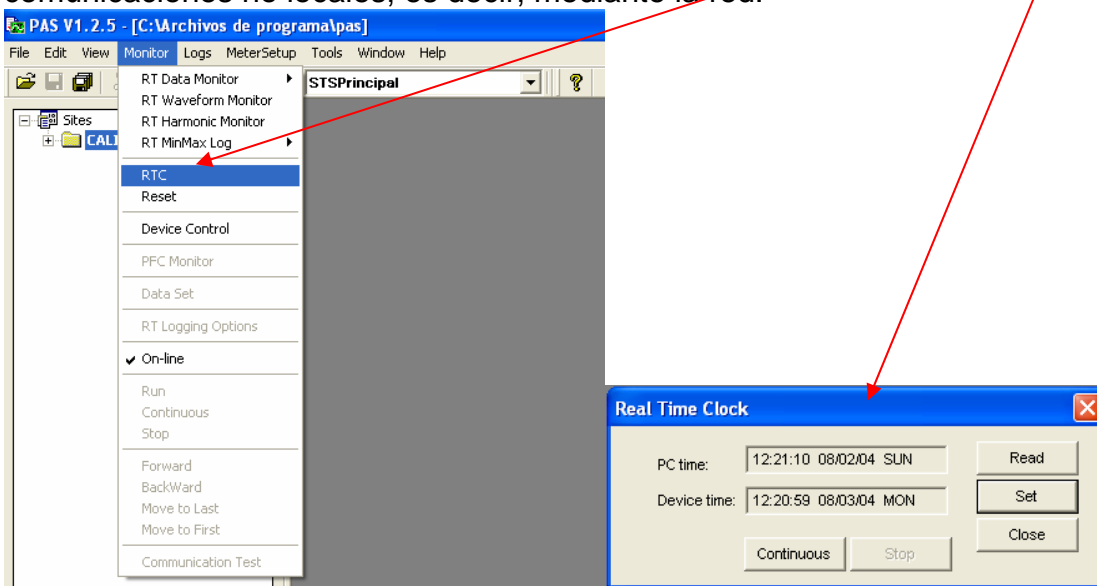 comunicaciones no locales, es decir, mediante la red.
PAS V1.2.5 - [C:\Archivos de programa\pas]
File Edit View Monitor Logs MeterSetup Tools Window Help
STSPrincipal
Sites
CALI
RT Data Monitor
RT Waveform Monitor
RT Harmonic Monitor
RT MinMax Log
RTC
Reset
Device Control
PFC Monitor
Data Set
RT Logging Options
On-line
Run
Continuous
Stop
Forward
BackWard
Move to Last
Move to First
Communication Test
Real Time Clock
PC time: 12:21:10 08/02/04 SUN Read
Device time: 12:20:59 08/03/04 MON Set
Close
Continuous Stop